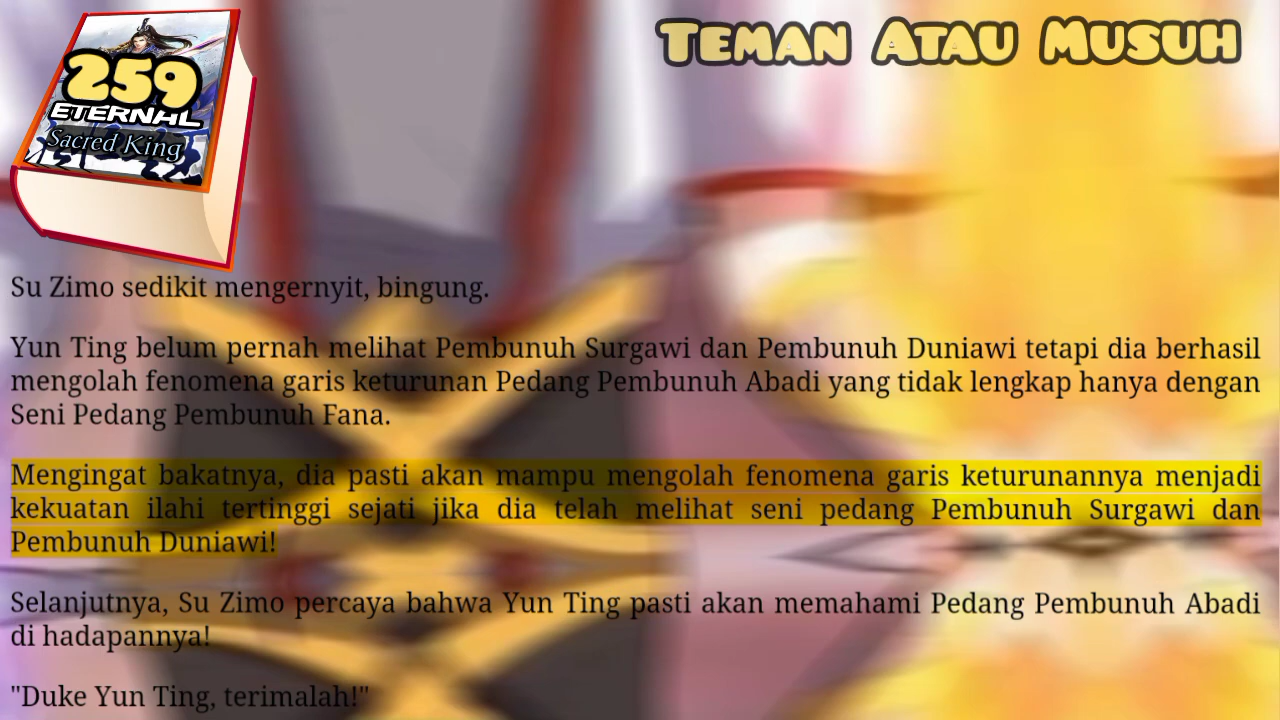 259
ETERNAL
Sacred King
TEMAN ATAU MUSUH
Su Zimo sedikit mengernyit, bingung.
Yun Ting belum pernah melihat Pembunuh Surgawi dan Pembunuh Duniawi tetapi dia berhasil
mengolah fenomena garis keturunan Pedang Pembunuh Abadi yang tidak lengkap hanya dengan
Seni Pedang Pembunuh Fana.
Mengingat bakatnya, dia pasti akan mampu mengolah fenomena garis keturunannya menjadi
kekuatan ilahi tertinggi sejati jika dia telah melihat seni pedang Pembunuh Surgawi dan
Pembunuh Duniawi!
Selanjutnya, Su Zimo percaya bahwa Yun Ting pasti akan memahami Pedang Pembunuh Abadi
di hadapannya!
"Duke Yun Ting, terimalah!"